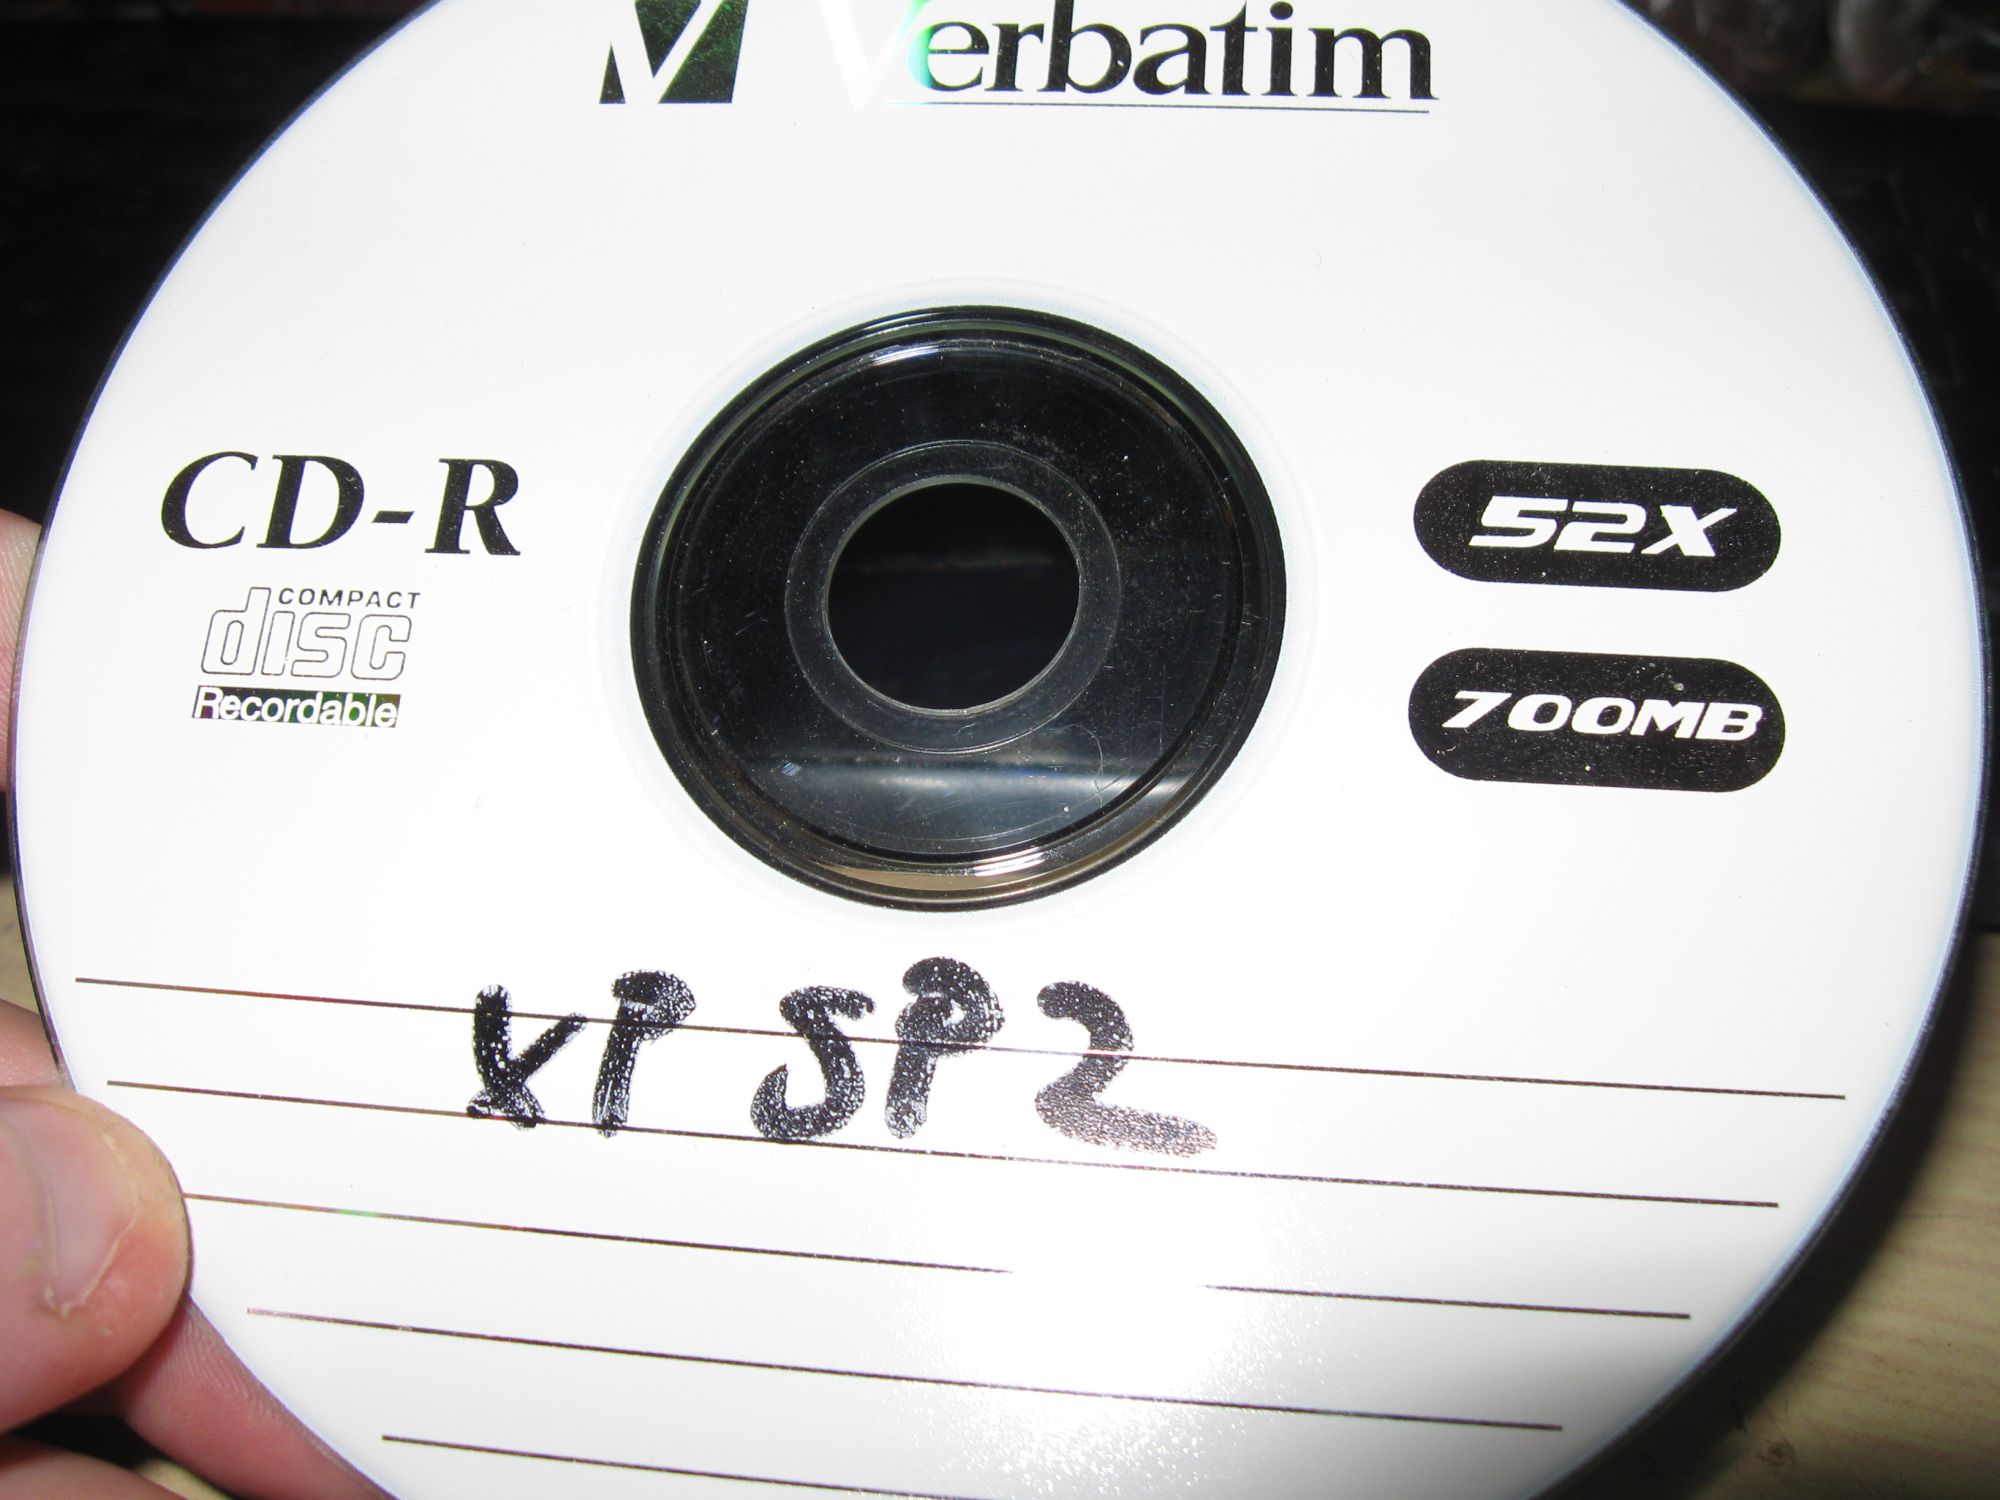 Verbatim
CD-R
COMPACT
disc
Recordable
52X
700MB
XP SP2